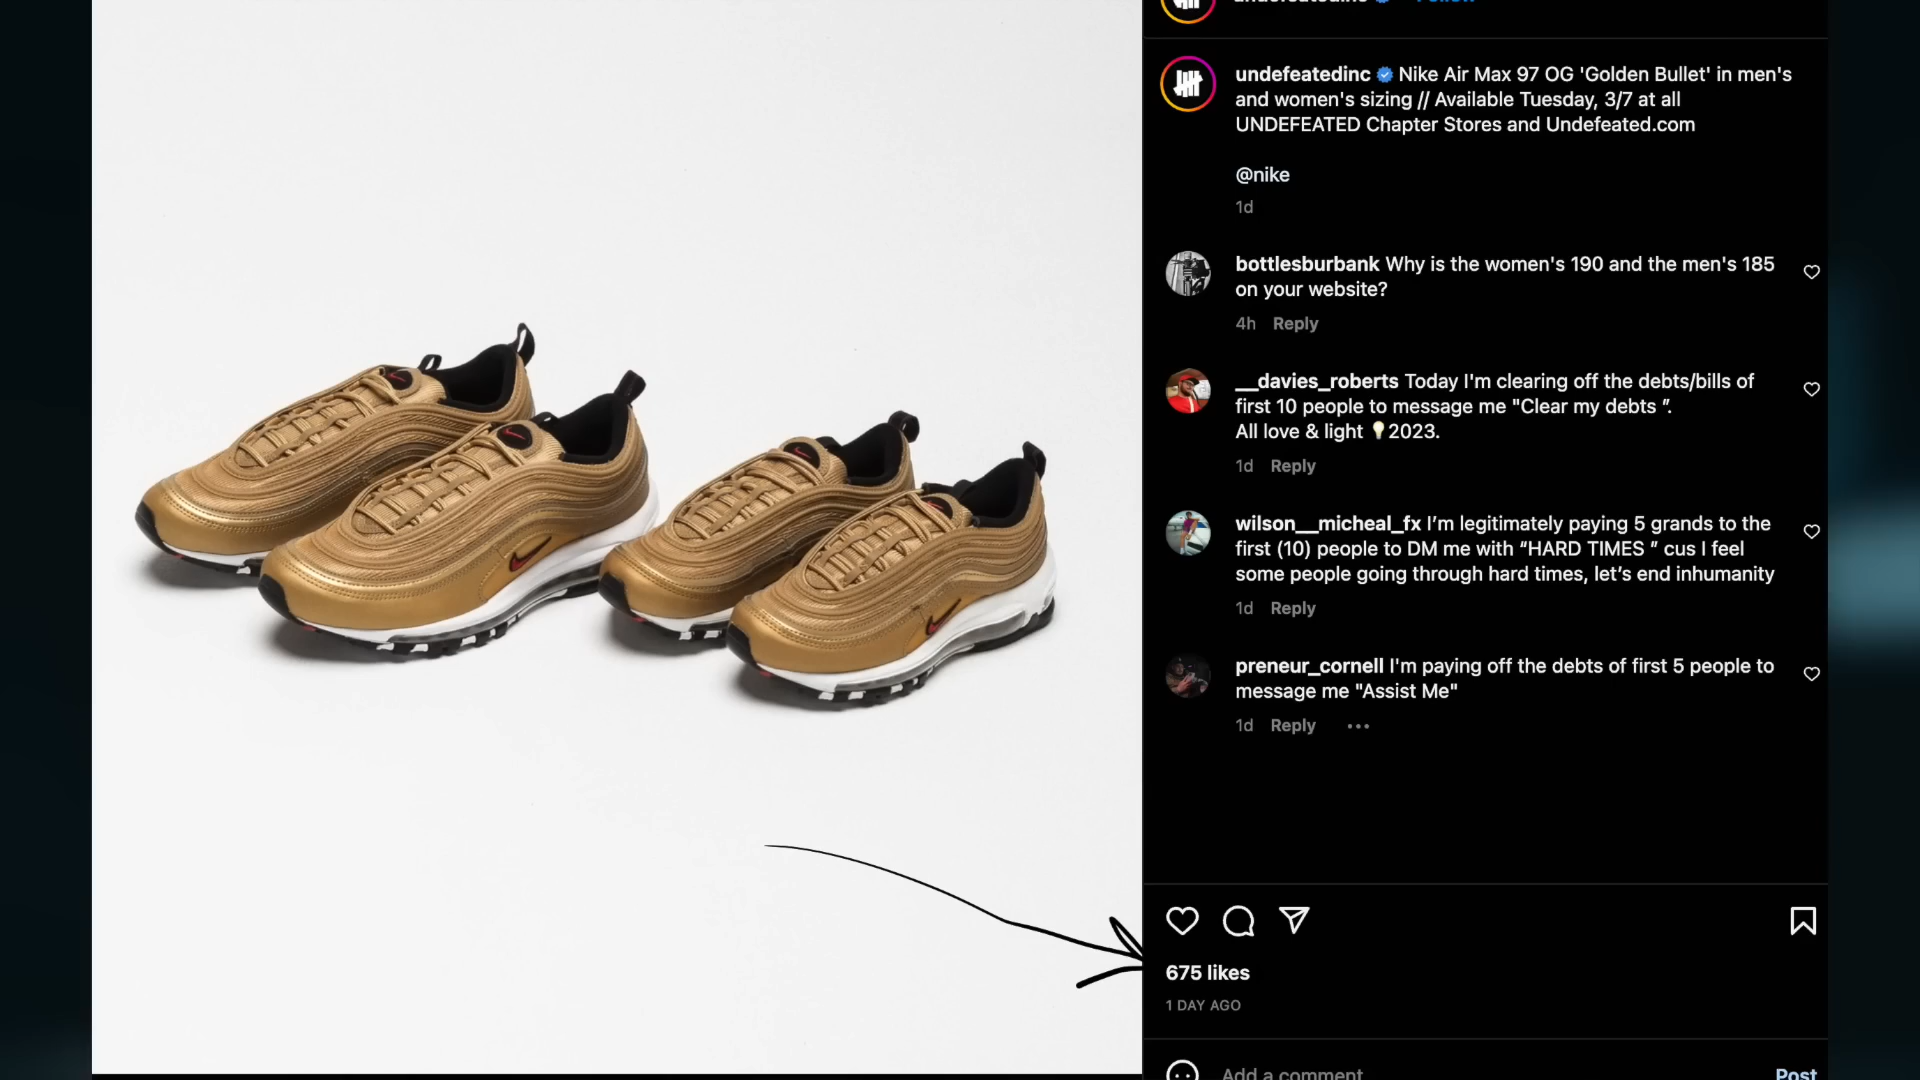 undefeatedinc Follow
undefeatedinc Nike Air Max 97 OG 'Golden Bullet' in men's
and women's sizing // Available Tuesday, 3/7 at all
UNDEFEATED Chapter Stores and Undefeated.com
@nike
1d
bottlesburbank Why is the women's 190 and the men's 185
on your website?
4h Reply
__davies_roberts Today I'm clearing off the debts/bills of
first 10 people to message me "Clear my debts ”.
All love & light 💡2023.
1d Reply
wilson__micheal_fx I’m legitimately paying 5 grands to the
first (10) people to DM me with “HARD TIMES ” cus I feel
some people going through hard times, let’s end inhumanity
1d Reply
preneur_cornell I'm paying off the debts of first 5 people to
message me "Assist Me"
1d Reply •••
675 likes
1 DAY AGO
Add a comment Post